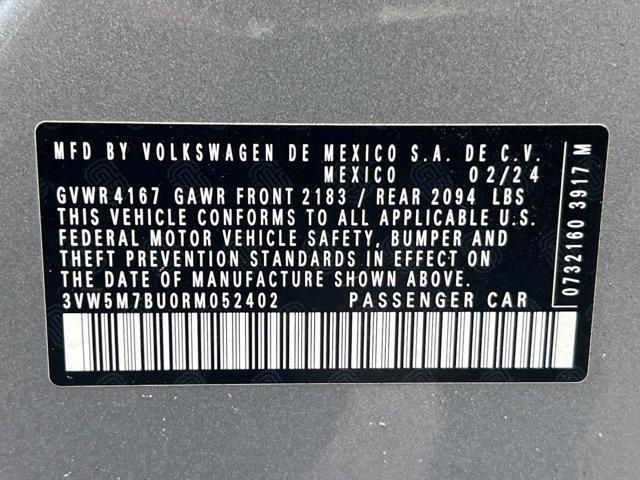 MFD BY VOLKSWAGEN DE MEXICO S.A. DE C.V.
MEXICO 02/24
GVWR 4167 GAWR FRONT 2183 / REAR 2094 LBS
THIS VEHICLE CONFORMS TO ALL APPLICABLE U.S.
FEDERAL MOTOR VEHICLE SAFETY, BUMPER AND
THEFT PREVENTION STANDARDS IN EFFECT ON
THE DATE OF MANUFACTURE SHOWN ABOVE.
3VW5M7BU0RM052402 PASSENGER CAR
0732160 3917 M